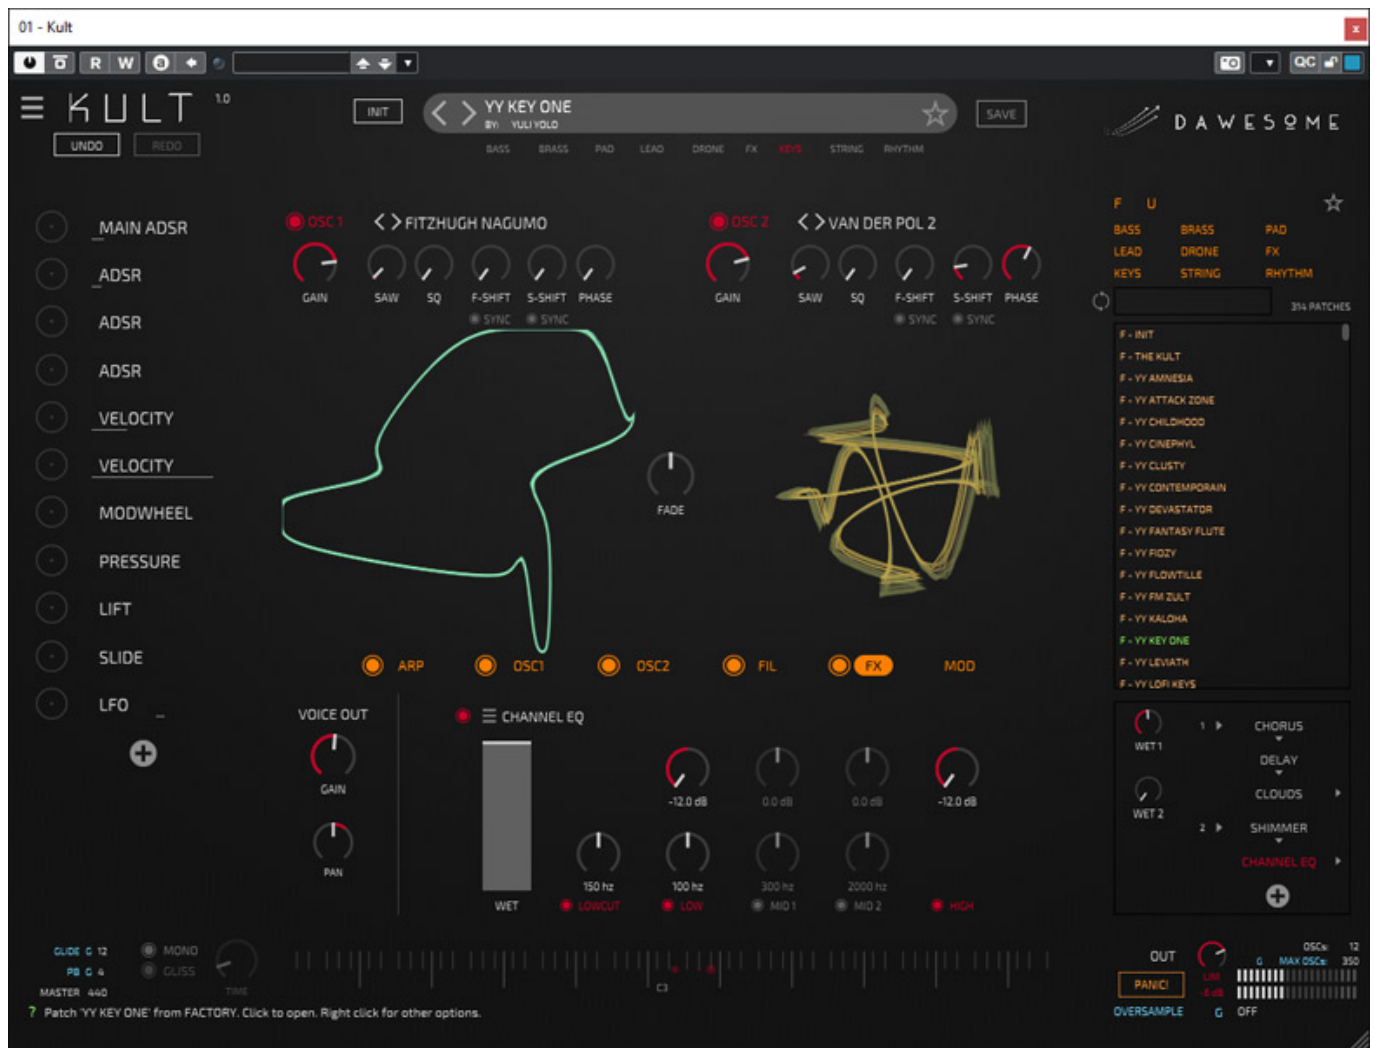 01 - Kult
x
R W a QC
KULT 1.0
INIT
YY KEY ONE
BY: YULI YOLO
SAVE
DAWESOME
UNDO REDO
BASS BRASS PAD LEAD DRONE FX KEYS STRING RHYTHM
F U
BASS BRASS PAD
LEAD DRONE FX
KEYS STRING RHYTHM
314 PATCHES
MAIN ADSR
ADSR
ADSR
ADSR
VELOCITY
VELOCITY
MODWHEEL
PRESSURE
LIFT
SLIDE
LFO
OSC 1 FITZHUGH NAGUMO
GAIN SAW SQ F-SHIFT S-SHIFT PHASE
SYNC SYNC
OSC 2 VAN DER POL 2
GAIN SAW SQ F-SHIFT S-SHIFT PHASE
SYNC SYNC
FADE
F - INIT
F - THE KULT
F - YY AMNESIA
F - YY ATTACK ZONE
F - YY CHILDHOOD
F - YY CINEPHYL
F - YY CLUSTY
F - YY CONTEMPORAIN
F - YY DEVASTATOR
F - YY FANTASY FLUTE
F - YY FIDZY
F - YY FLOWTILLE
F - YY FM ZULT
F - YY KALOHA
F - YY KEY ONE
F - YY LEVIATH
F - YY LOFI KEYS
ARP OSC1 OSC2 FIL FX MOD
VOICE OUT
GAIN
PAN
CHANNEL EQ
-12.0 dB 0.0 dB 0.0 dB -12.0 dB
150 hz 100 hz 300 hz 2000 hz
WET LOWCUT LOW MID 1 MID 2 HIGH
WET 1
WET 2
1 CHORUS
DELAY
CLOUDS
2 SHIMMER
CHANNEL EQ
GLIDE G 12
PB G 4
MASTER 440
MONO
GLISS
TIME
C3
OUT
PANIC!
LIM
-6 dB
OSCs: 12
G MAX OSCs: 350
OVERSAMPLE G OFF
? Patch 'YY KEY ONE' from FACTORY. Click to open. Right click for other options.